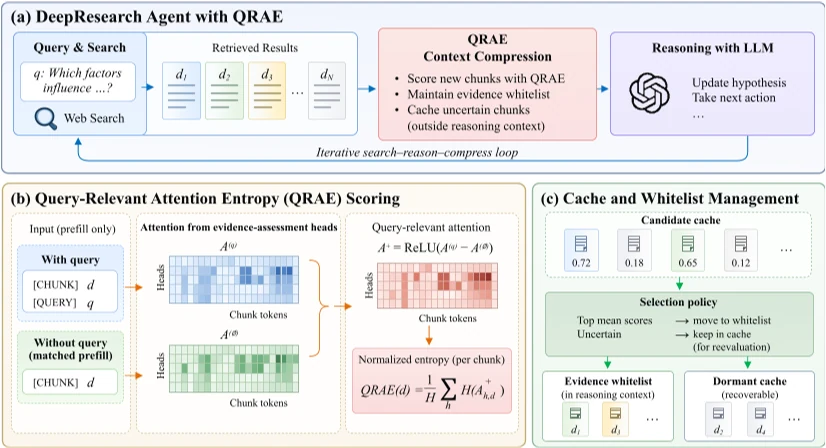 (a) DeepResearch Agent with QRAE
Query & Search
q: Which factors
influence ...?
Web Search
Retrieved Results
d₁
d₂
d₃
...
d_N
QRAE
Context Compression
• Score new chunks with QRAE
• Maintain evidence whitelist
• Cache uncertain chunks
(outside reasoning context)
Reasoning with LLM
Update hypothesis
Take next action
...
Iterative search–reason–compress loop
(b) Query-Relevant Attention Entropy (QRAE) Scoring
Input (prefill only)
With query
[CHUNK] d
[QUERY] q
Without query
(matched prefill)
[CHUNK] d
Attention from evidence-assessment heads
A⁽q⁾
Heads
Chunk tokens
A⁽∅⁾
Heads
Chunk tokens
Query-relevant attention
A⁺ = ReLU(A⁽q⁾ − A⁽∅⁾)
Heads
Chunk tokens
Normalized entropy (per chunk)
QRAE(d) = 1/H ∑_h H(A⁺_h,d)
(c) Cache and Whitelist Management
Candidate cache
0.72
0.18
0.65
0.12
...
Selection policy
Top mean scores → move to whitelist
Uncertain → keep in cache
(for reevaluation)
Evidence whitelist
(in reasoning context)
d₁
d₃
...
Dormant cache
(recoverable)
d₂
d₄
...